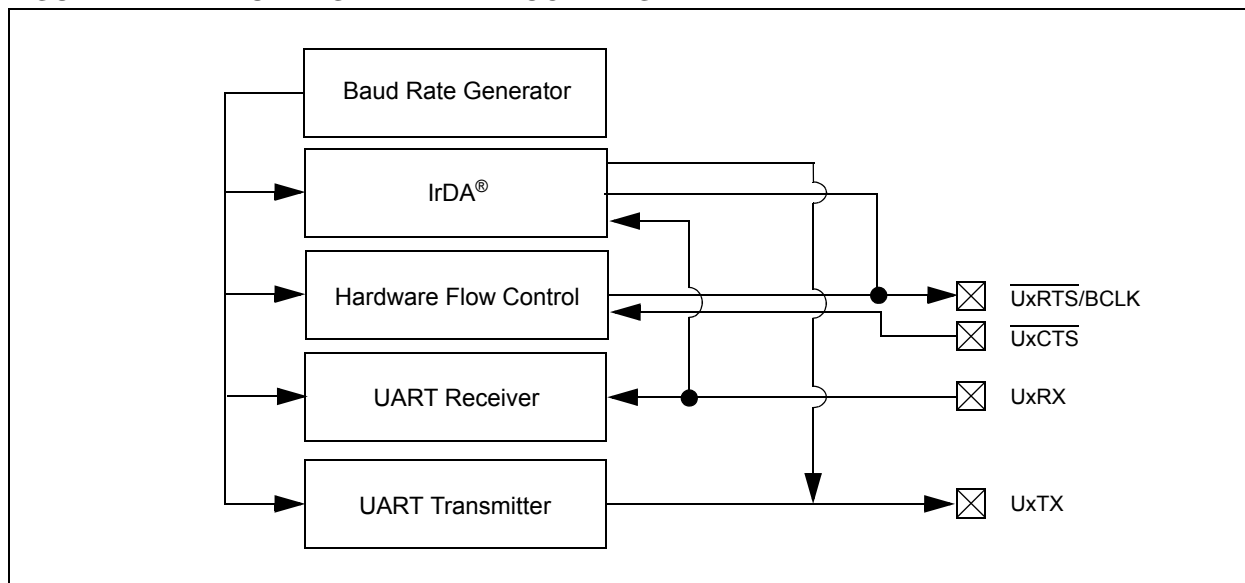 Baud Rate Generator
IrDA®
Hardware Flow Control
UxRTS/BCLK
UxCTS
UART Receiver
UxRX
UART Transmitter
UxTX